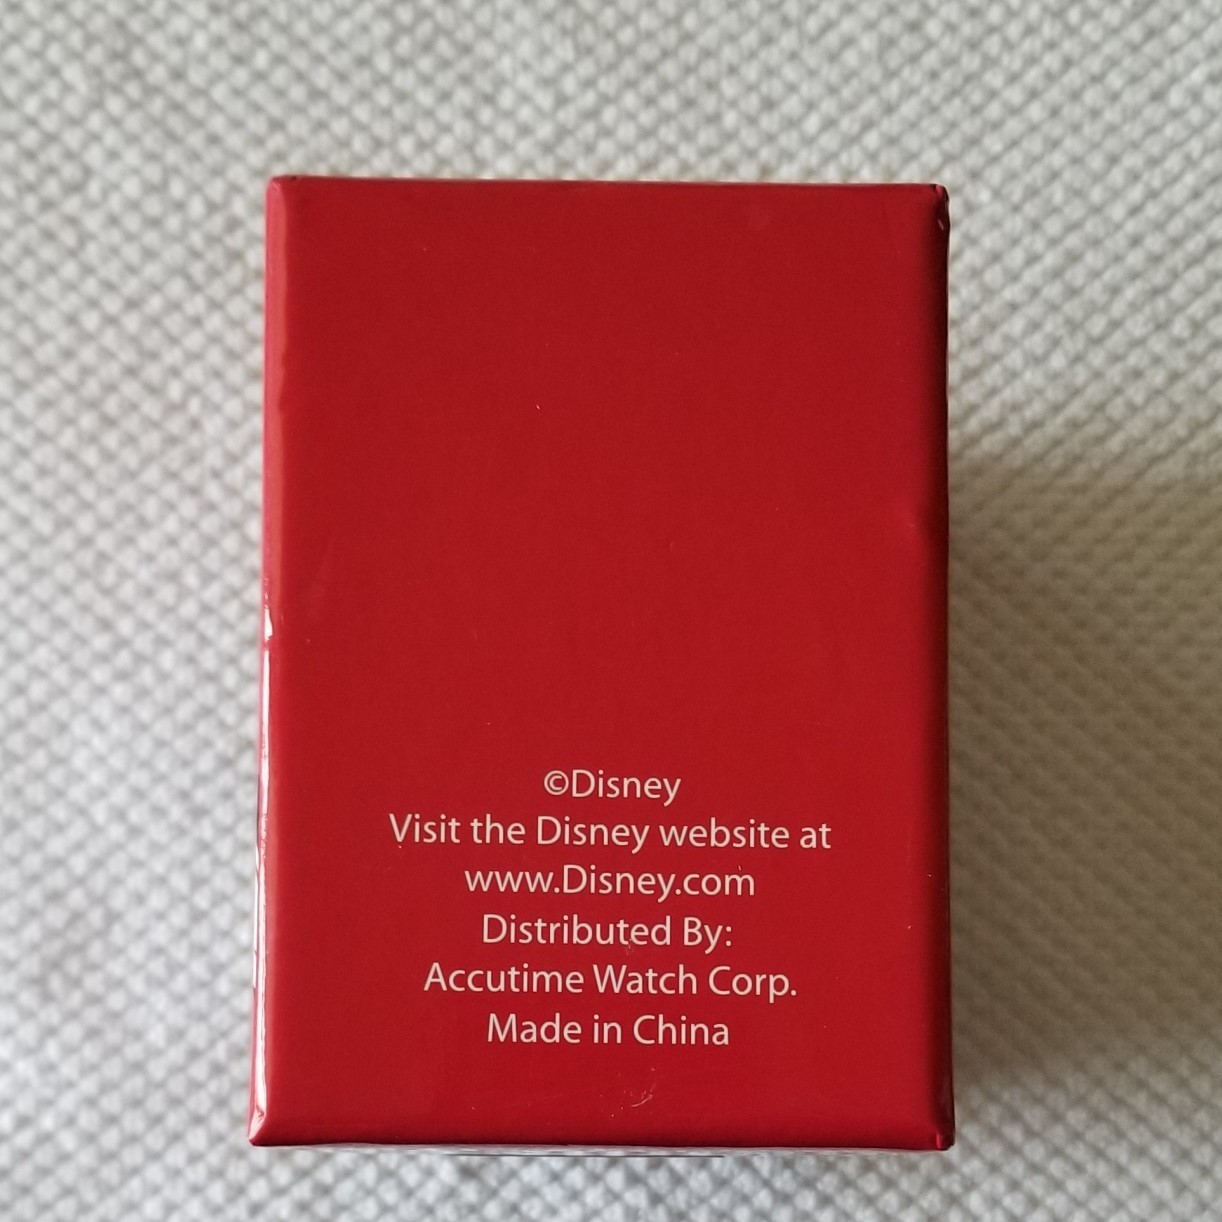 ©Disney
Visit the Disney website at
www.Disney.com
Distributed By:
Accutime Watch Corp.
Made in China